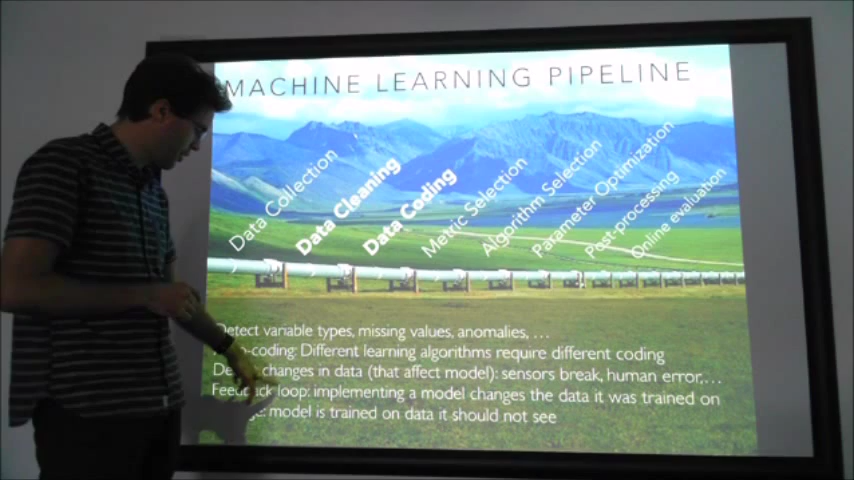 MACHINE LEARNING PIPELINE
Data Collection
Data Cleaning
Data Coding
Metric Selection
Algorithm Selection
Parameter Optimization
Post-processing
Online evaluation
Detect variable types, missing values, anomalies, ...
Different learning algorithms require different coding
changes in data (that affect model): sensors break, human error,...
Feedback loop: implementing a model changes the data it was trained on
model is trained on data it should not see